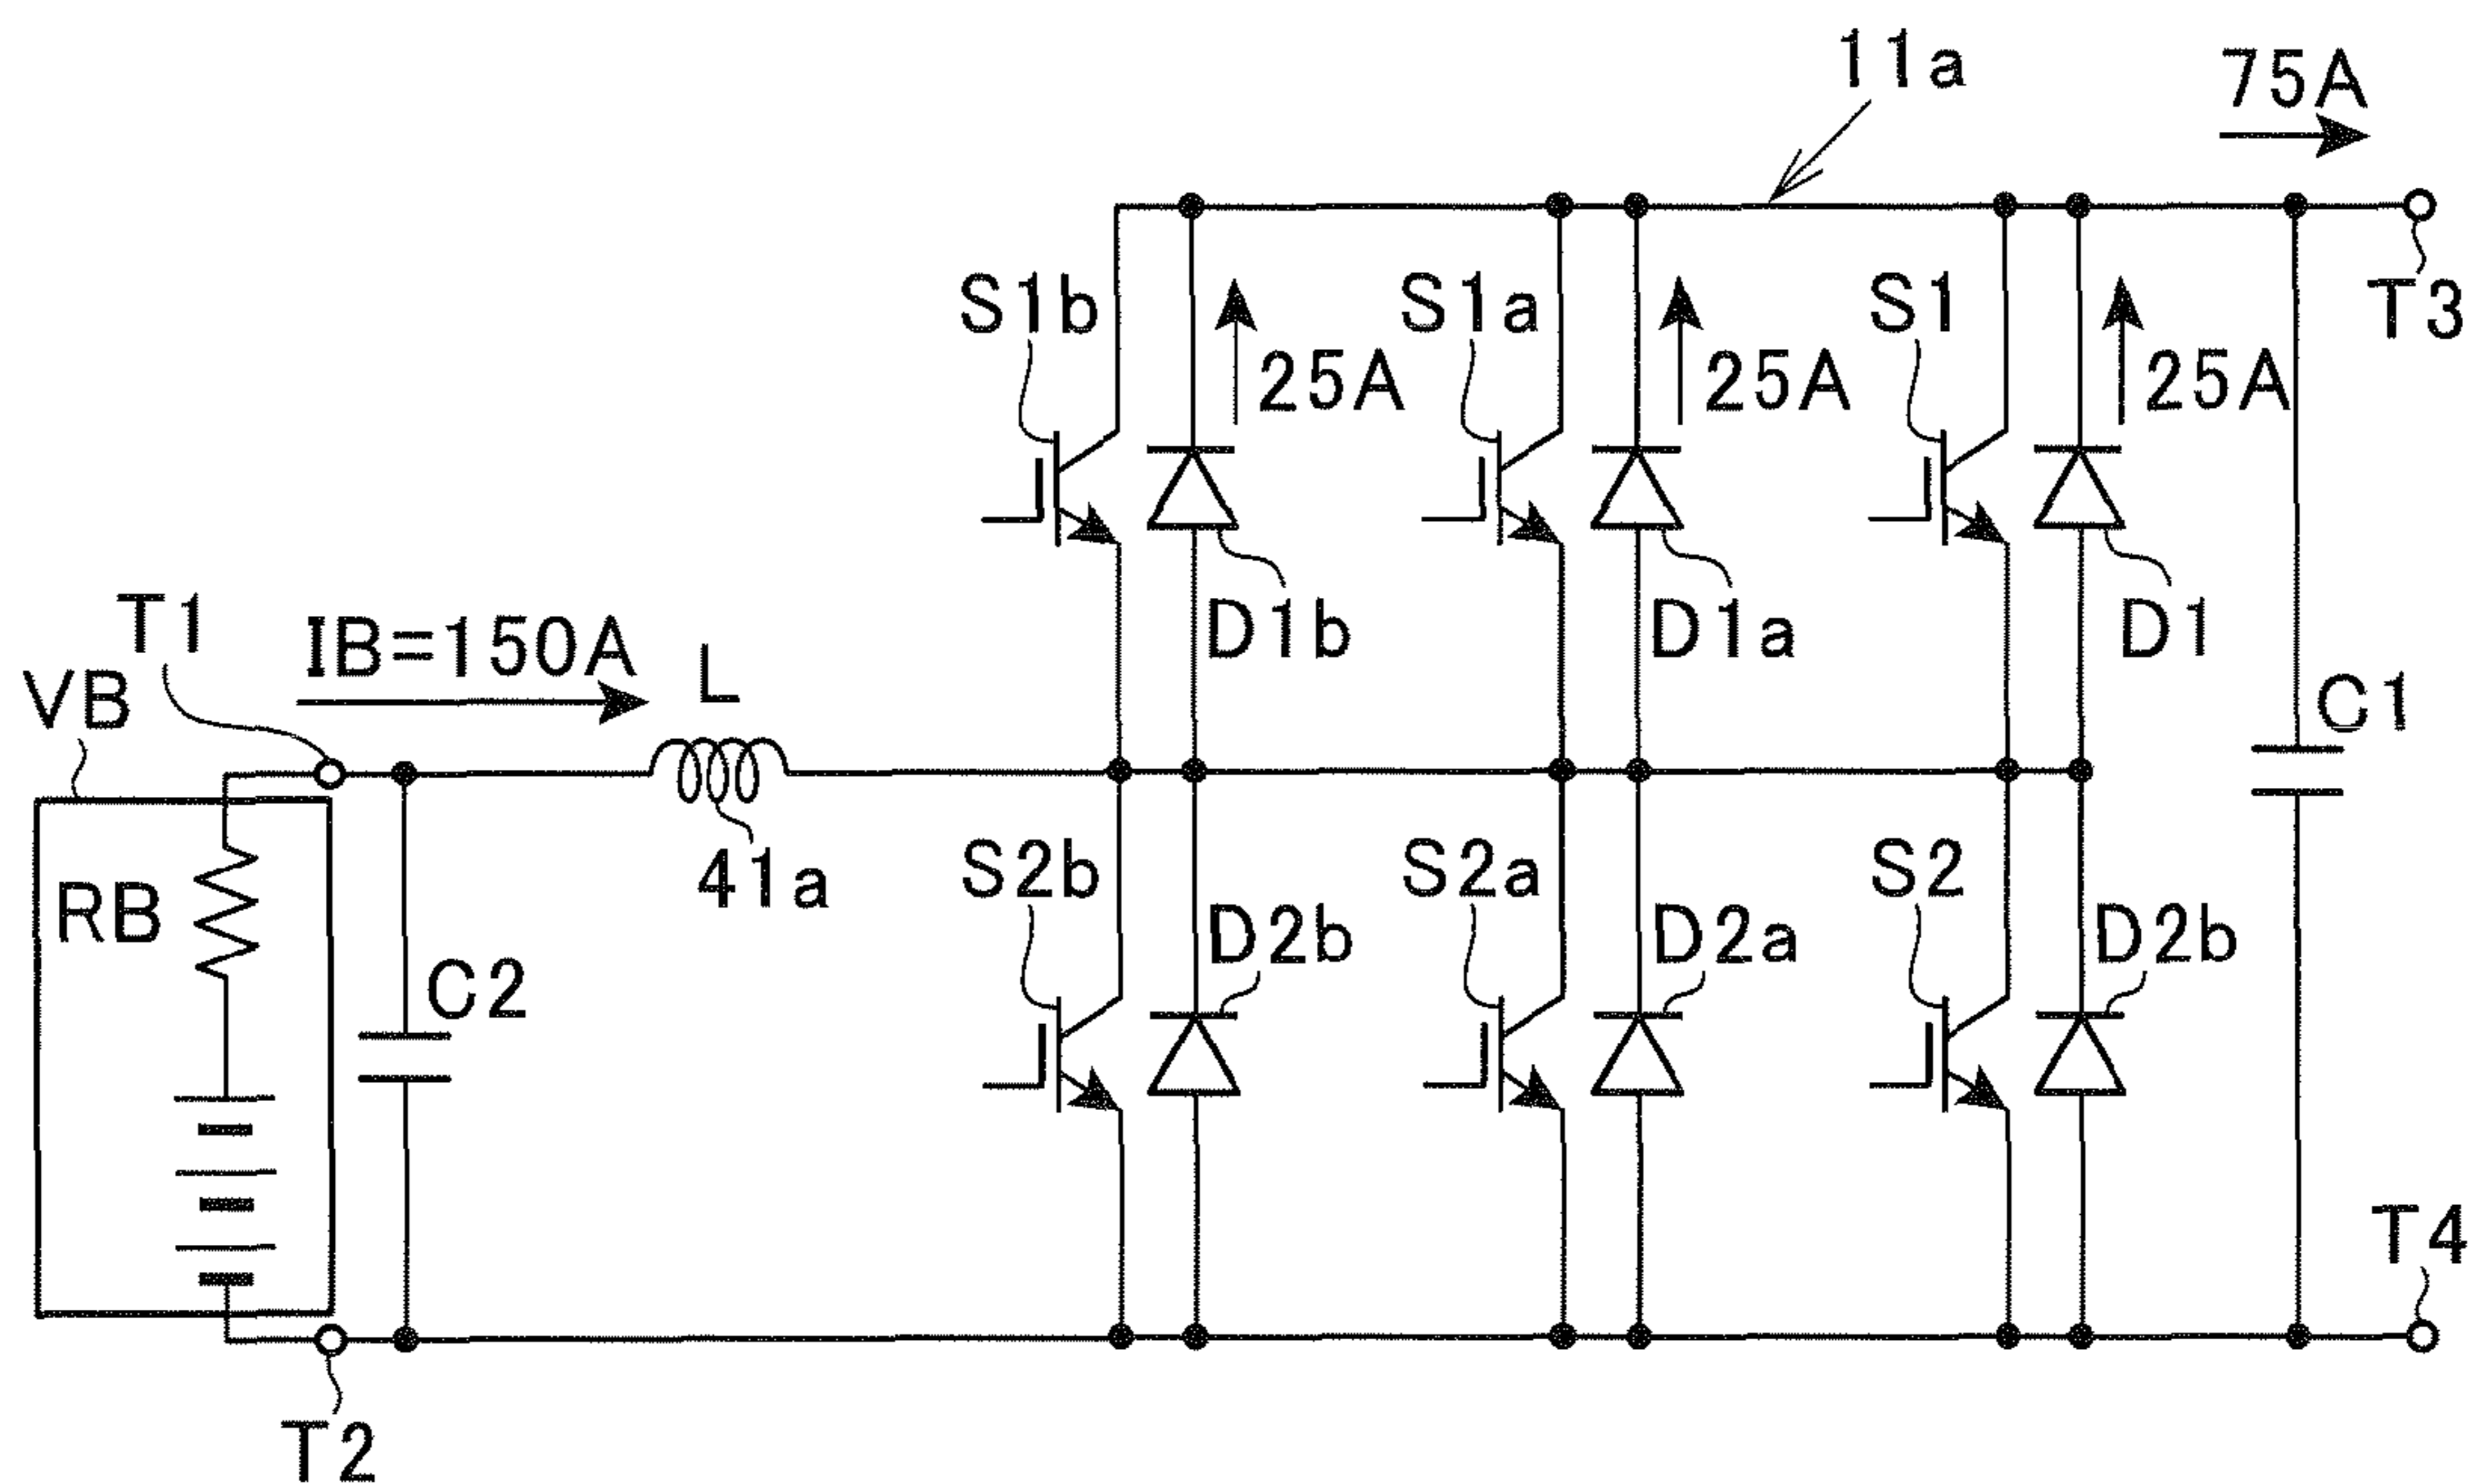 11a
75A
S1b
25A
S1a
25A
S1
25A
T3
T1
IB=150A
L
D1b
D1a
D1
VB
C1
RB
41a
S2b
D2b
S2a
D2a
S2
D2b
C2
T4
T2